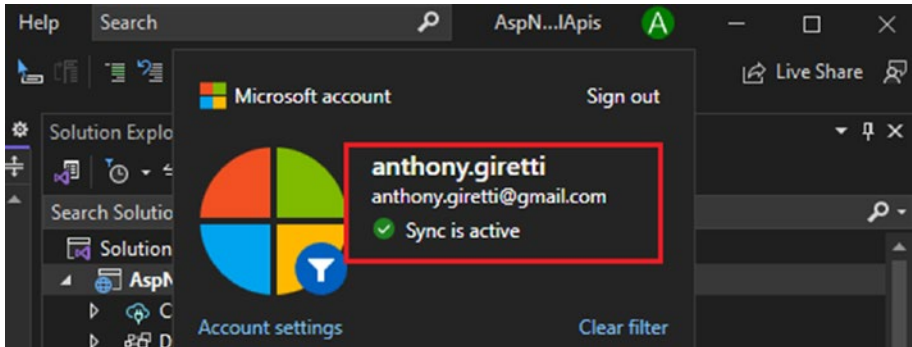 Help Search AspN...lApis A
Live Share
Microsoft account Sign out
Solution Explo
anthony.giretti
anthony.giretti@gmail.com
Search Solutio
Sync is active
Solution
AspN
C
Account settings Clear filter
D